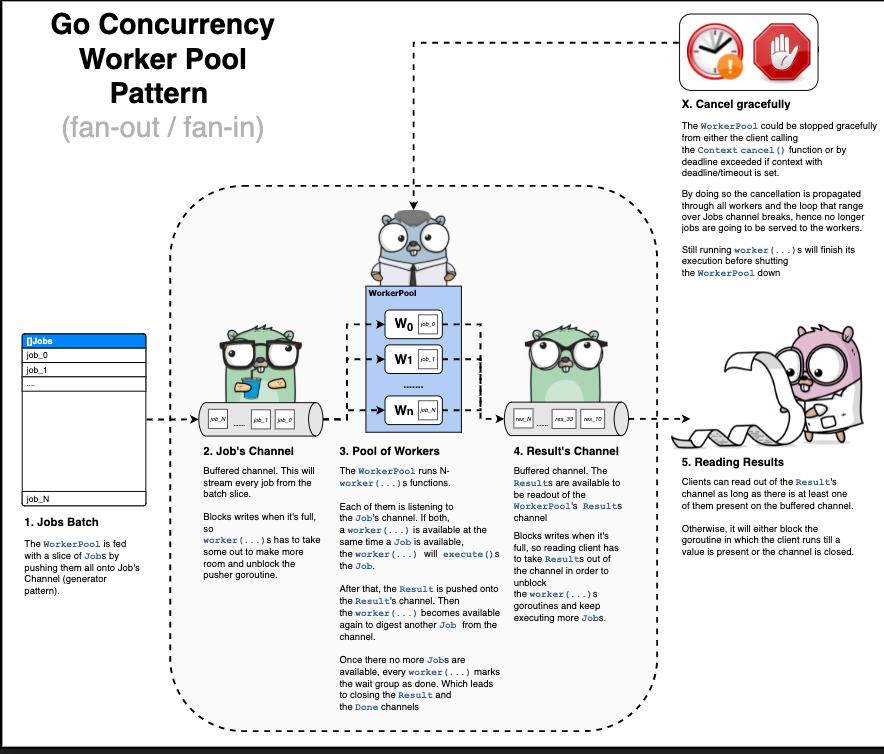 Go Concurrency
Worker Pool
Pattern
(fan-out / fan-in)
X. Cancel gracefully
The WorkerPool could be stopped gracefully
from either the client calling
the Context cancel() function or by
deadline exceeded if context with
deadline/timeout is set.
By doing so the cancellation is propagated
through all workers and the loop that range
over Jobs channel breaks, hence no longer
jobs are going to be served to the workers.
Still running worker(...)s will finish its
execution before shutting
the WorkerPool down
[]Jobs
job_0
job_1
....
job_N
1. Jobs Batch
The WorkerPool is fed
with a slice of Jobs by
pushing them all onto Job's
Channel (generator
pattern).
job_N
......
job_1
job_0
2. Job's Channel
Buffered channel. This will
stream every job from the
batch slice.
Blocks writes when it's full,
so
worker(...)s has to take
some out to make more
room and unblock the
pusher goroutine.
WorkerPool
W0 job_0
W1 job_1
.......
Wn job_N
3. Pool of Workers
The WorkerPool runs N-
worker(...)s functions.
Each of them is listening to
the Job's channel. If both,
a worker(...) is available at the
same time a Job is available,
the worker(...) will execute()s
the Job.
After that, the Result is pushed onto
the Result's channel. Then
the worker(...) becomes available
again to digest another Job from the
channel.
Once there no more Jobs are
available, every worker(...) marks
the wait group as done. Which leads
to closing the Result and
the Done channels
res_N
......
res_33
res_10
4. Result's Channel
Buffered channel. The
Results are available to
be readout of the
WorkerPool's Results
channel
Blocks writes when it's
full, so reading client has
to take Results out of
the channel in order to
unblock
the worker(...)s
goroutines and keep
executing more Jobs.
5. Reading Results
Clients can read out of the Result's
channel as long as there is at least one
of them present on the buffered channel.
Otherwise, it will either block the
goroutine in which the client runs till a
value is present or the channel is closed.